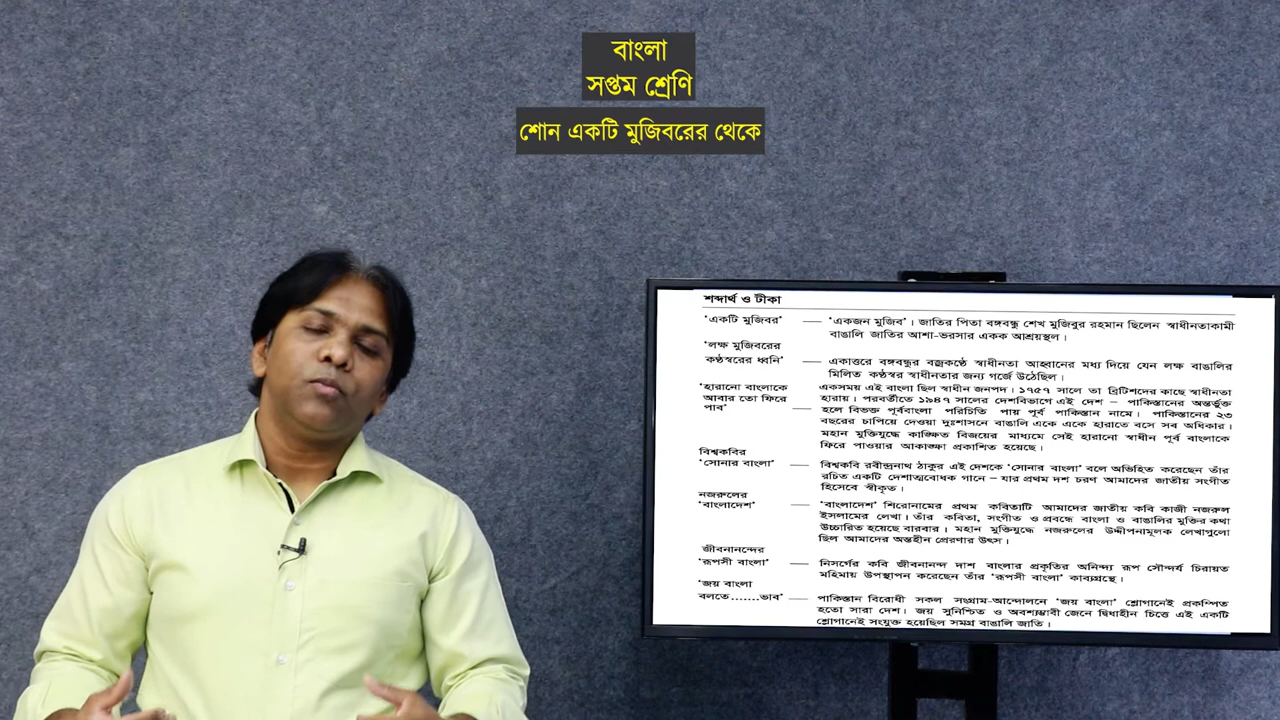 বাংলা
সপ্তম শ্রেণি
শোন একটি মুজিবরের থেকে
শব্দার্থ ও টীকা
'একটি মুজিবর' — 'একজন মুজিব'। জাতির পিতা বঙ্গবন্ধু শেখ মুজিবুর রহমান ছিলেন স্বাধীনতাকামী
বাঙালি জাতির আশা-ভরসার একক আশ্রয়স্থল।
'লক্ষ মুজিবরের
কণ্ঠস্বরের ধ্বনি' — একাত্তরে বঙ্গবন্ধুর বজ্রকণ্ঠে স্বাধীনতা আহ্বানের মধ্য দিয়ে যেন লক্ষ বাঙালির
মিলিত কণ্ঠস্বর স্বাধীনতার জন্য গর্জে উঠেছিল।
'হারানো বাংলাকে একসময় এই বাংলা ছিল স্বাধীন জনপদ। ১৭৫৭ সালে তা ব্রিটিশদের কাছে স্বাধীনতা
আবার তো ফিরে হারায়। পরবর্তীতে ১৯৪৭ সালের দেশবিভাগে এই দেশ – পাকিস্তানের অন্তর্ভুক্ত
পাব' — হলে বিভক্ত পূর্ববাংলা পরিচিতি পায় পূর্ব পাকিস্তান নামে। পাকিস্তানের ২৩
বছরের চাপিয়ে দেওয়া দুঃশাসনে বাঙালি একে একে হারাতে বসে সব অধিকার।
মহান মুক্তিযুদ্ধে কাঙ্ক্ষিত বিজয়ের মাধ্যমে সেই হারানো স্বাধীন পূর্ব বাংলাকে
ফিরে পাওয়ার আকাঙ্ক্ষা প্রকাশিত হয়েছে।
বিশ্বকবির
'সোনার বাংলা' — বিশ্বকবি রবীন্দ্রনাথ ঠাকুর এই দেশকে 'সোনার বাংলা' বলে অভিহিত করেছেন তাঁর
রচিত একটি দেশাত্মবোধক গানে – যার প্রথম দশ চরণ আমাদের জাতীয় সংগীত
হিসেবে স্বীকৃত।
নজরুলের
'বাংলাদেশ' — 'বাংলাদেশ' শিরোনামের প্রথম কবিতাটি আমাদের জাতীয় কবি কাজী নজরুল
ইসলামের লেখা। তাঁর কবিতা, সংগীত ও প্রবন্ধে বাংলা ও বাঙালির মুক্তির কথা
উচ্চারিত হয়েছে বারবার। মহান মুক্তিযুদ্ধে নজরুলের উদ্দীপনামূলক লেখাগুলো
ছিল আমাদের অন্তহীন প্রেরণার উৎস।
জীবনানন্দের
'রূপসী বাংলা' — নিসর্গের কবি জীবনানন্দ দাশ বাংলার প্রকৃতির অনিন্দ্য রূপ সৌন্দর্য চিরায়ত
মহিমায় উপস্থাপন করেছেন তাঁর 'রূপসী বাংলা' কাব্যগ্রন্থে।
'জয় বাংলা
বলতে.......ভাব' — পাকিস্তান বিরোধী সকল সংগ্রাম-আন্দোলনে 'জয় বাংলা' স্লোগানেই প্রকম্পিত
হতো সারা দেশ। জয় সুনিশ্চিত ও অবশ্যম্ভাবী জেনে দ্বিধাহীন চিত্তে এই একটি
স্লোগানেই সংযুক্ত হয়েছিল সমগ্র বাঙালি জাতি।